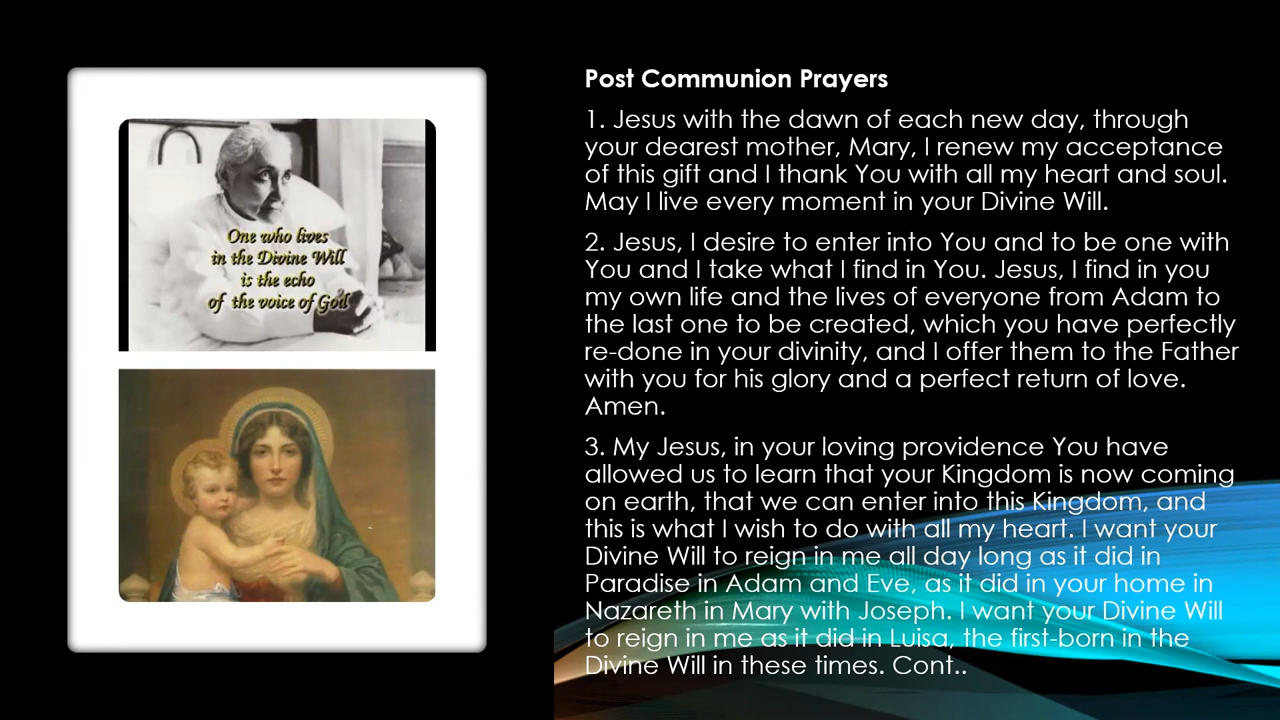 One who lives
in the Divine Will
is the echo
of the voice of God
Post Communion Prayers
1. Jesus with the dawn of each new day, through
your dearest mother, Mary, I renew my acceptance
of this gift and I thank You with all my heart and soul.
May I live every moment in your Divine Will.
2. Jesus, I desire to enter into You and to be one with
You and I take what I find in You. Jesus, I find in you
my own life and the lives of everyone from Adam to
the last one to be created, which you have perfectly
re-done in your divinity, and I offer them to the Father
with you for his glory and a perfect return of love.
Amen.
3. My Jesus, in your loving providence You have
allowed us to learn that your Kingdom is now coming
on earth, that we can enter into this Kingdom, and
this is what I wish to do with all my heart. I want your
Divine Will to reign in me all day long as it did in
Paradise in Adam and Eve, as it did in your home in
Nazareth in Mary with Joseph. I want your Divine Will
to reign in me as it did in Luisa, the first-born in the
Divine Will in these times. Cont..